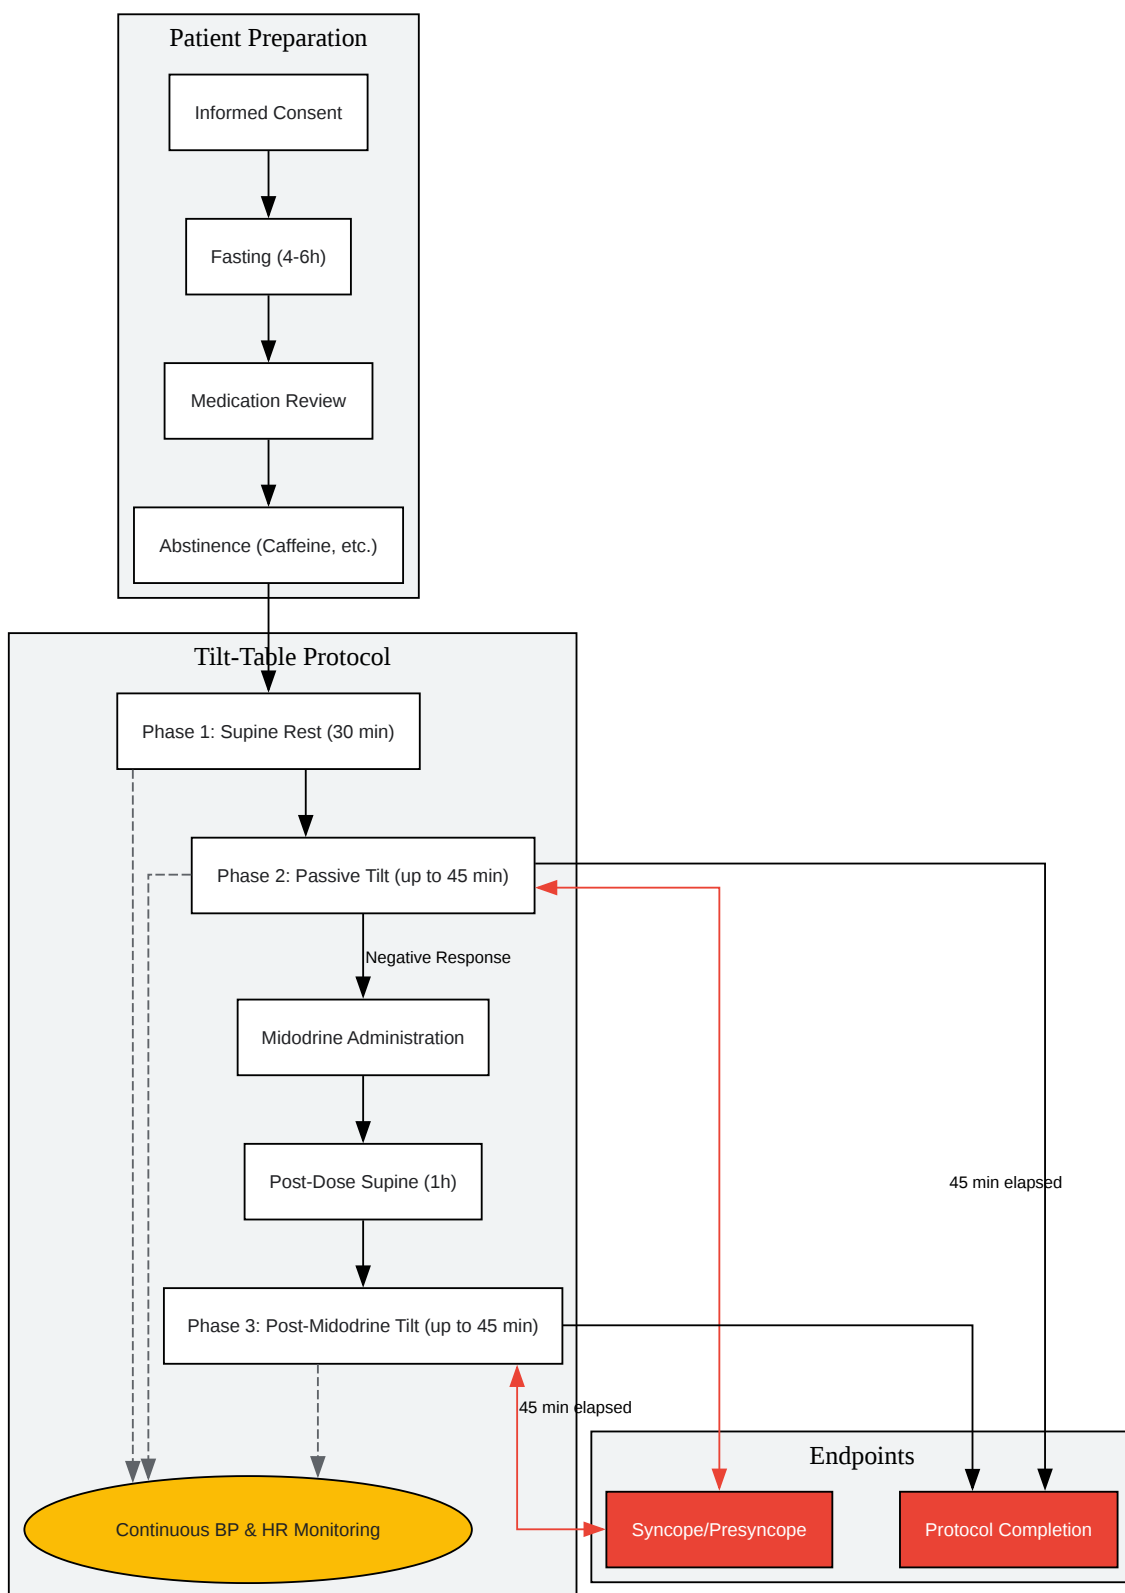 Patient Preparation
Informed Consent
Fasting (4-6h)
Medication Review
Abstinence (Caffeine, etc.)
Tilt-Table Protocol
Phase 1: Supine Rest (30 min)
Phase 2: Passive Tilt (up to 45 min)
Negative Response
Midodrine Administration
Post-Dose Supine (1h)
45 min elapsed
Phase 3: Post-Midodrine Tilt (up to 45 min)
45 min elapsed
Endpoints
Continuous BP & HR Monitoring
Syncope/Presyncope
Protocol Completion